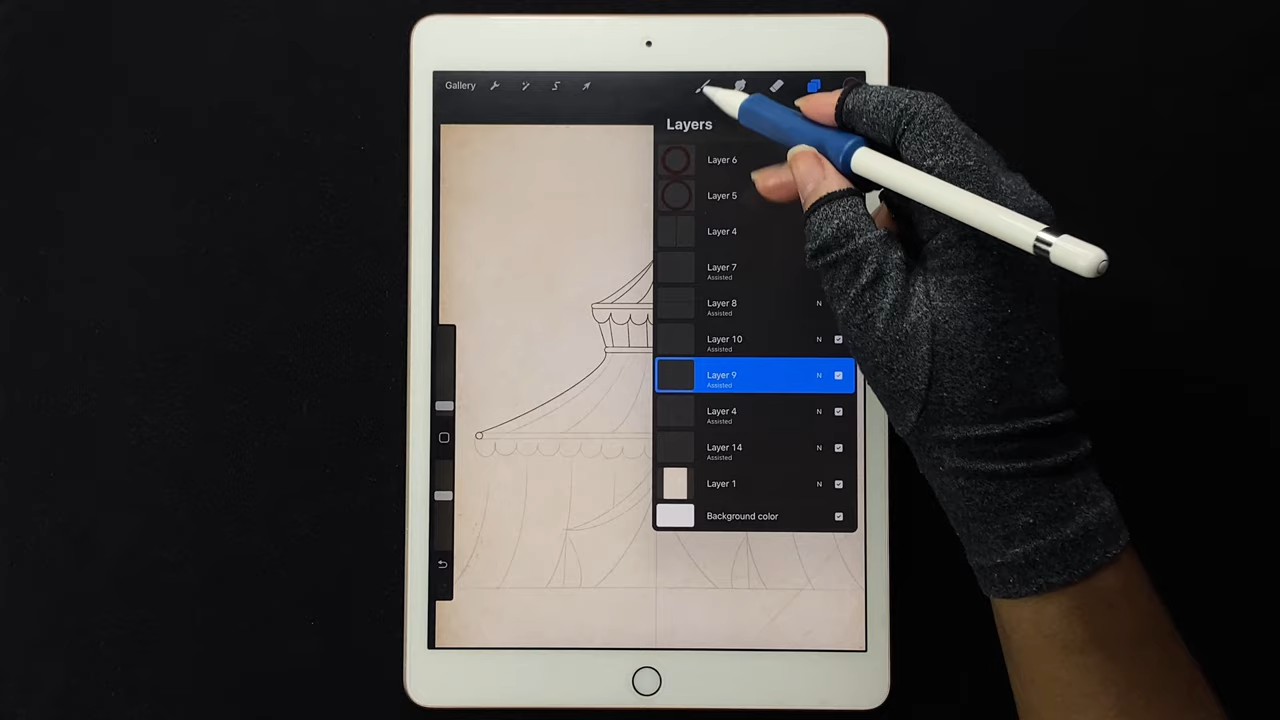 Gallery
Layers
Layer 6
Layer 5
Layer 4
Layer 7
Assisted
Layer 8 N
Assisted
Layer 10 N
Assisted
Layer 9 N
Assisted
Layer 4 N
Assisted
Layer 14 N
Assisted
Layer 1 N
Background color